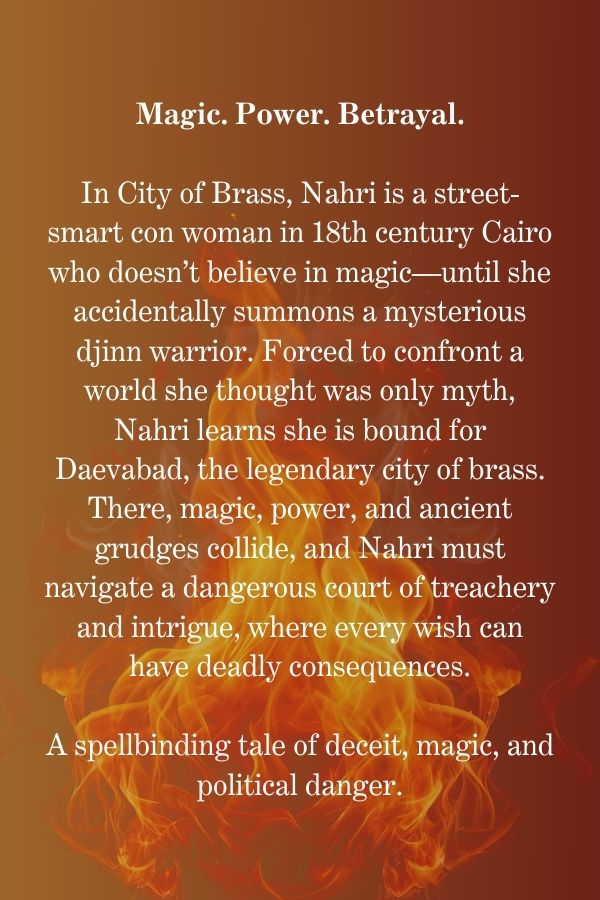 Magic. Power. Betrayal.
In City of Brass, Nahri is a street-
smart con woman in 18th century Cairo
who doesn’t believe in magic—until she
accidentally summons a mysterious
djinn warrior. Forced to confront a
world she thought was only myth,
Nahri learns she is bound for
Daevabad, the legendary city of brass.
There, magic, power, and ancient
grudges collide, and Nahri must
navigate a dangerous court of treachery
and intrigue, where every wish can
have deadly consequences.
A spellbinding tale of deceit, magic, and
political danger.